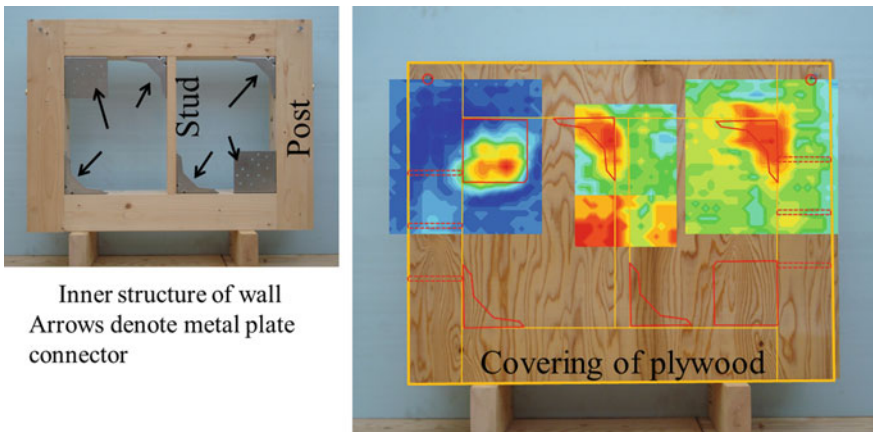 Stud
Post
Inner structure of wall
Arrows denote metal plate
connector
Covering of plywood